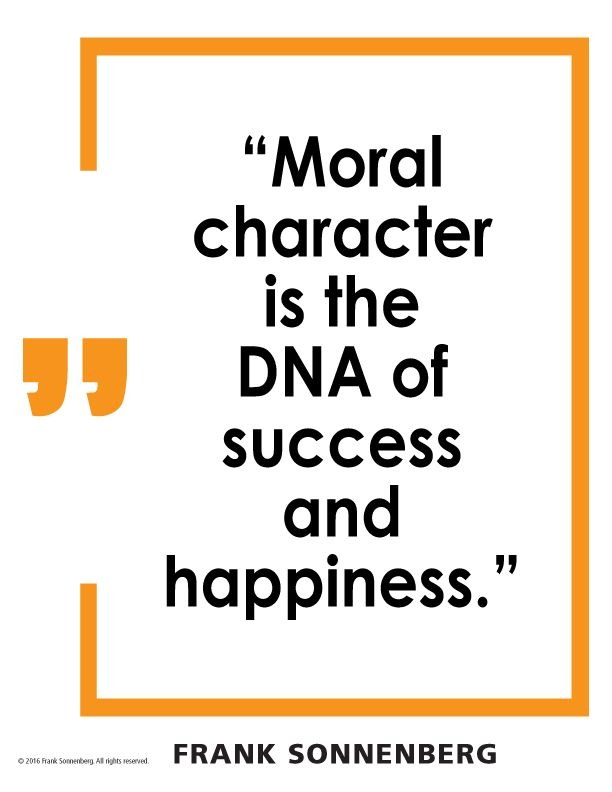 “Moral
character
is the
DNA of
success
and
happiness.”
© 2016 Frank Sonnenberg. All rights reserved.
FRANK SONNENBERG